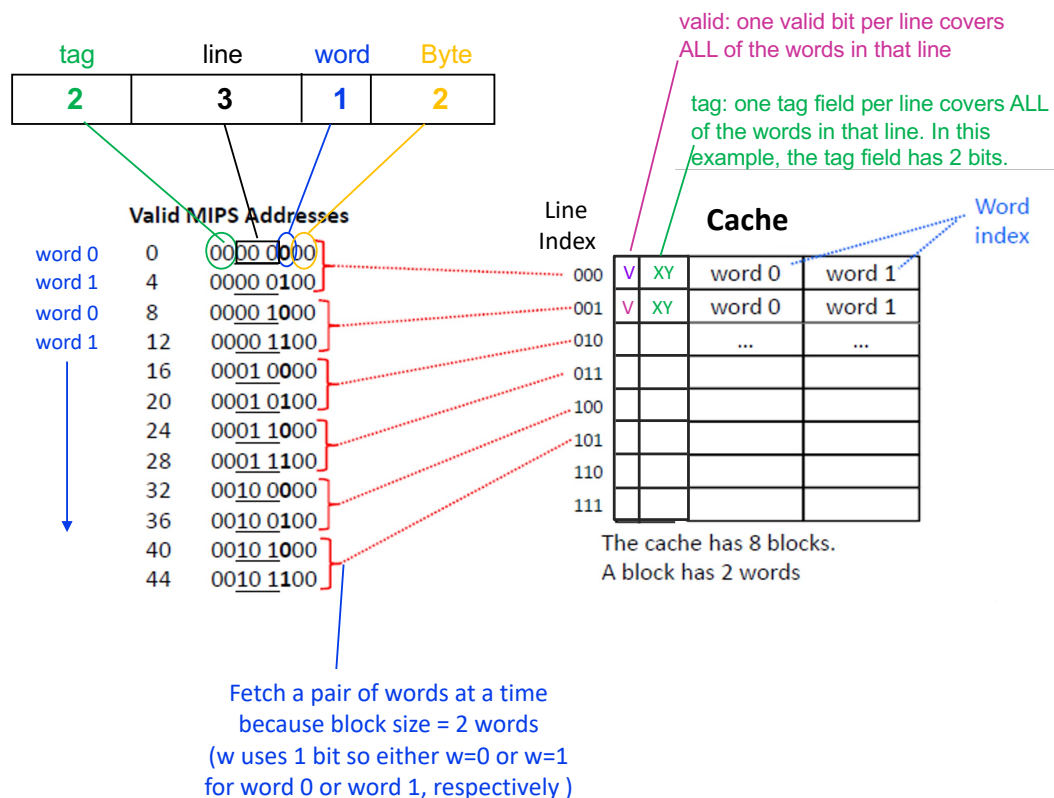 tag line word Byte
2 3 1 2
valid: one valid bit per line covers
ALL of the words in that line
tag: one tag field per line covers ALL
of the words in that line. In this
example, the tag field has 2 bits.
Valid MIPS Addresses
word 0 0 0000 0000
word 1 4 0000 0100
word 0 8 0000 1000
word 1 12 0000 1100
16 0001 0000
20 0001 0100
24 0001 1000
28 0001 1100
32 0010 0000
36 0010 0100
40 0010 1000
44 0010 1100
Line
Index
Cache
Word
index
000 V XY word 0 word 1
001 V XY word 0 word 1
010 ... ...
011
100
101
110
111
The cache has 8 blocks.
A block has 2 words
Fetch a pair of words at a time
because block size = 2 words
(w uses 1 bit so either w=0 or w=1
for word 0 or word 1, respectively )